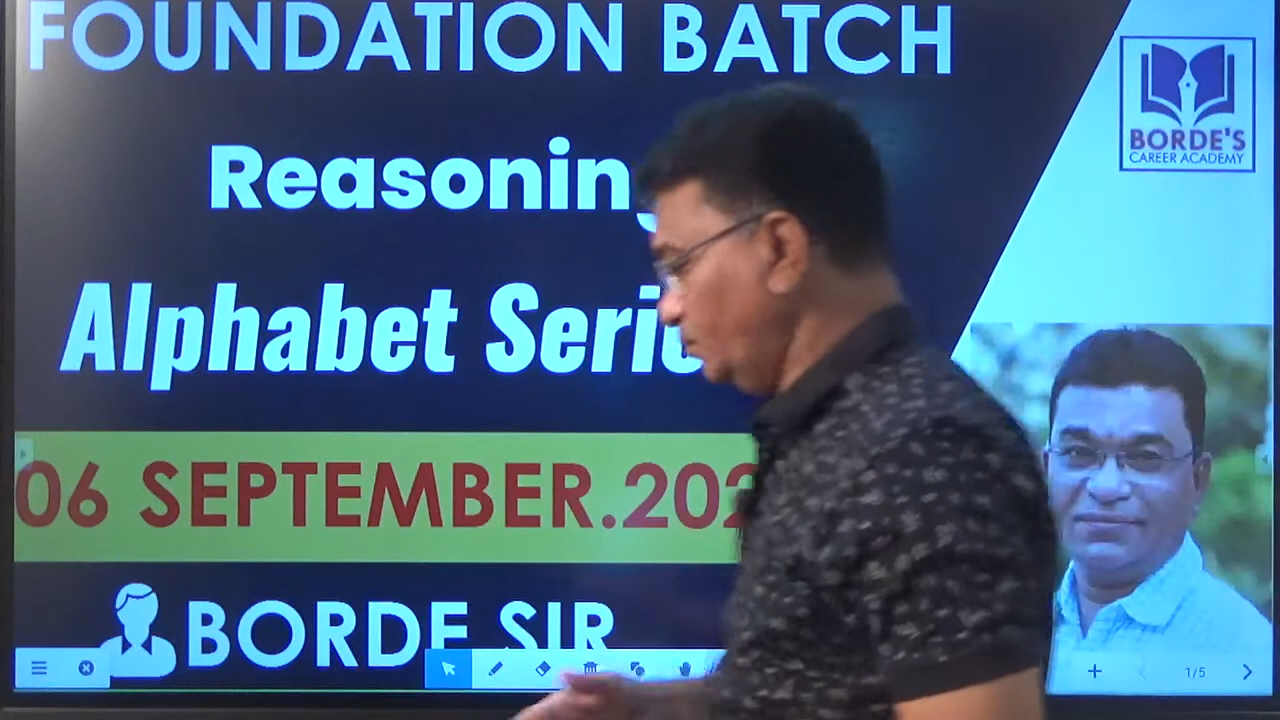 FOUNDATION BATCH
BORDE'S
CAREER ACADEMY
Reasonin
Alphabet Seri
06 SEPTEMBER.202
BORDE SIR
1/5